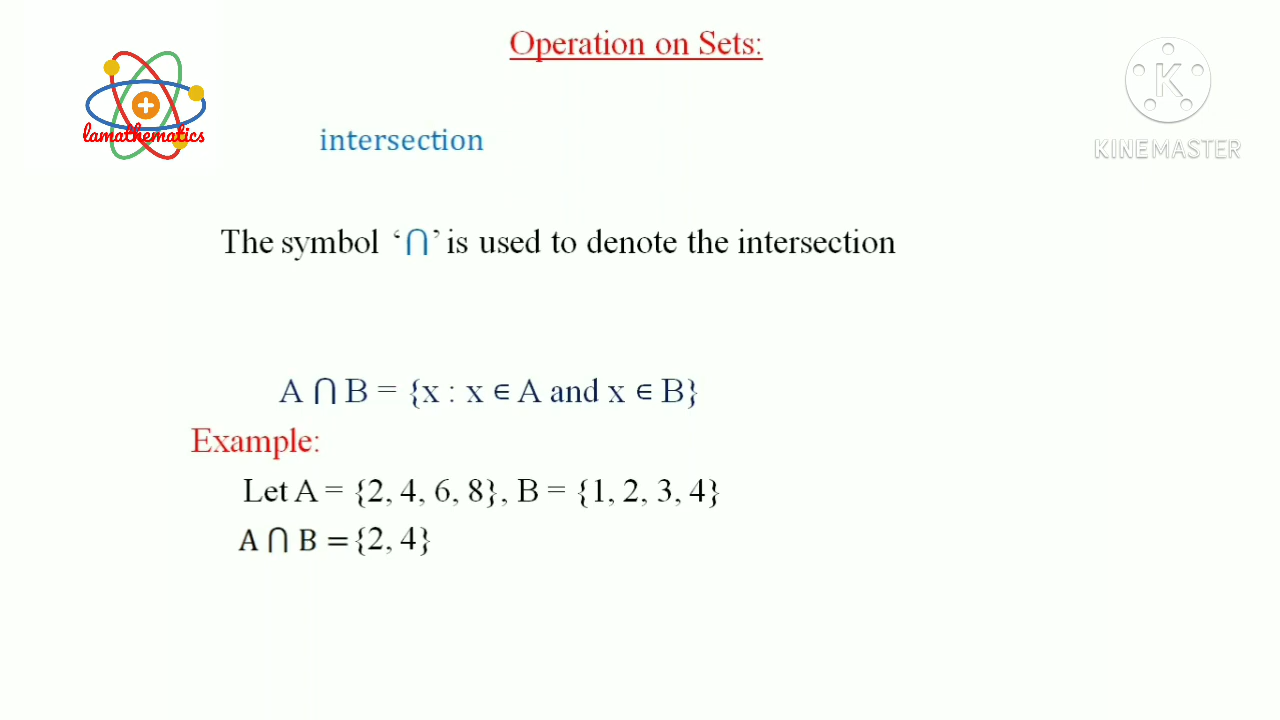 Operation on Sets:
lamathematics
K
KINEMASTER
intersection
The symbol ‘⋂’ is used to denote the intersection
A ⋂ B = {x : x ∈ A and x ∈ B}
Example:
Let A = {2, 4, 6, 8}, B = {1, 2, 3, 4}
A ⋂ B = {2, 4}